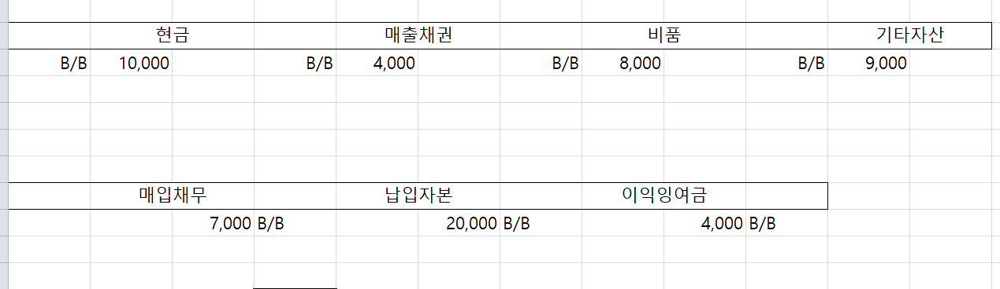 현금 매출채권 비품 기타자산
B/B 10,000 B/B 4,000 B/B 8,000 B/B 9,000
매입채무 납입자본 이익잉여금
7,000 B/B 20,000 B/B 4,000 B/B